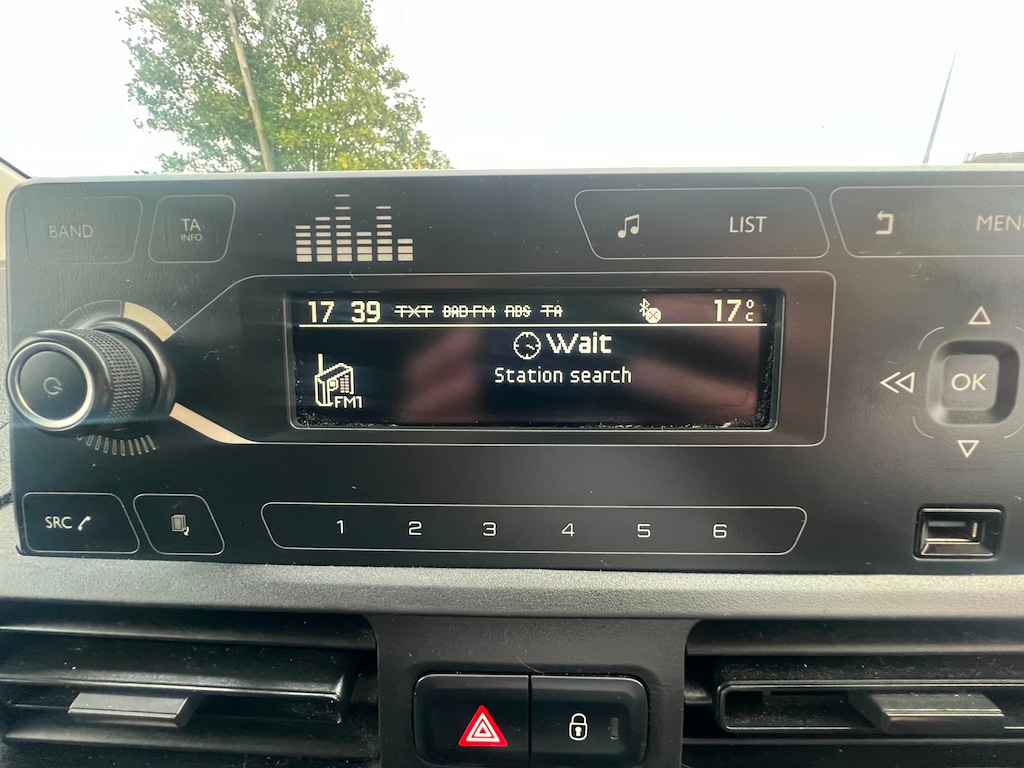 BAND
TA
INFO
LIST
MEN
17 39 TXT DAB-FM RDS TA 17°C
Wait
Station search
FM1
OK
SRC
1 2 3 4 5 6